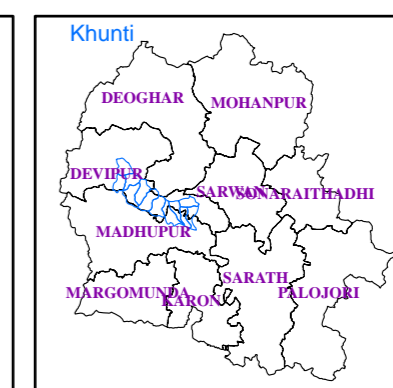 Khunti
DEOGHAR
MOHANPUR
DEVIPUR
SARWAN
SONARAITHADHI
MADHUPUR
SARATH
MARGOMUNDA
KARON
PALOJORI